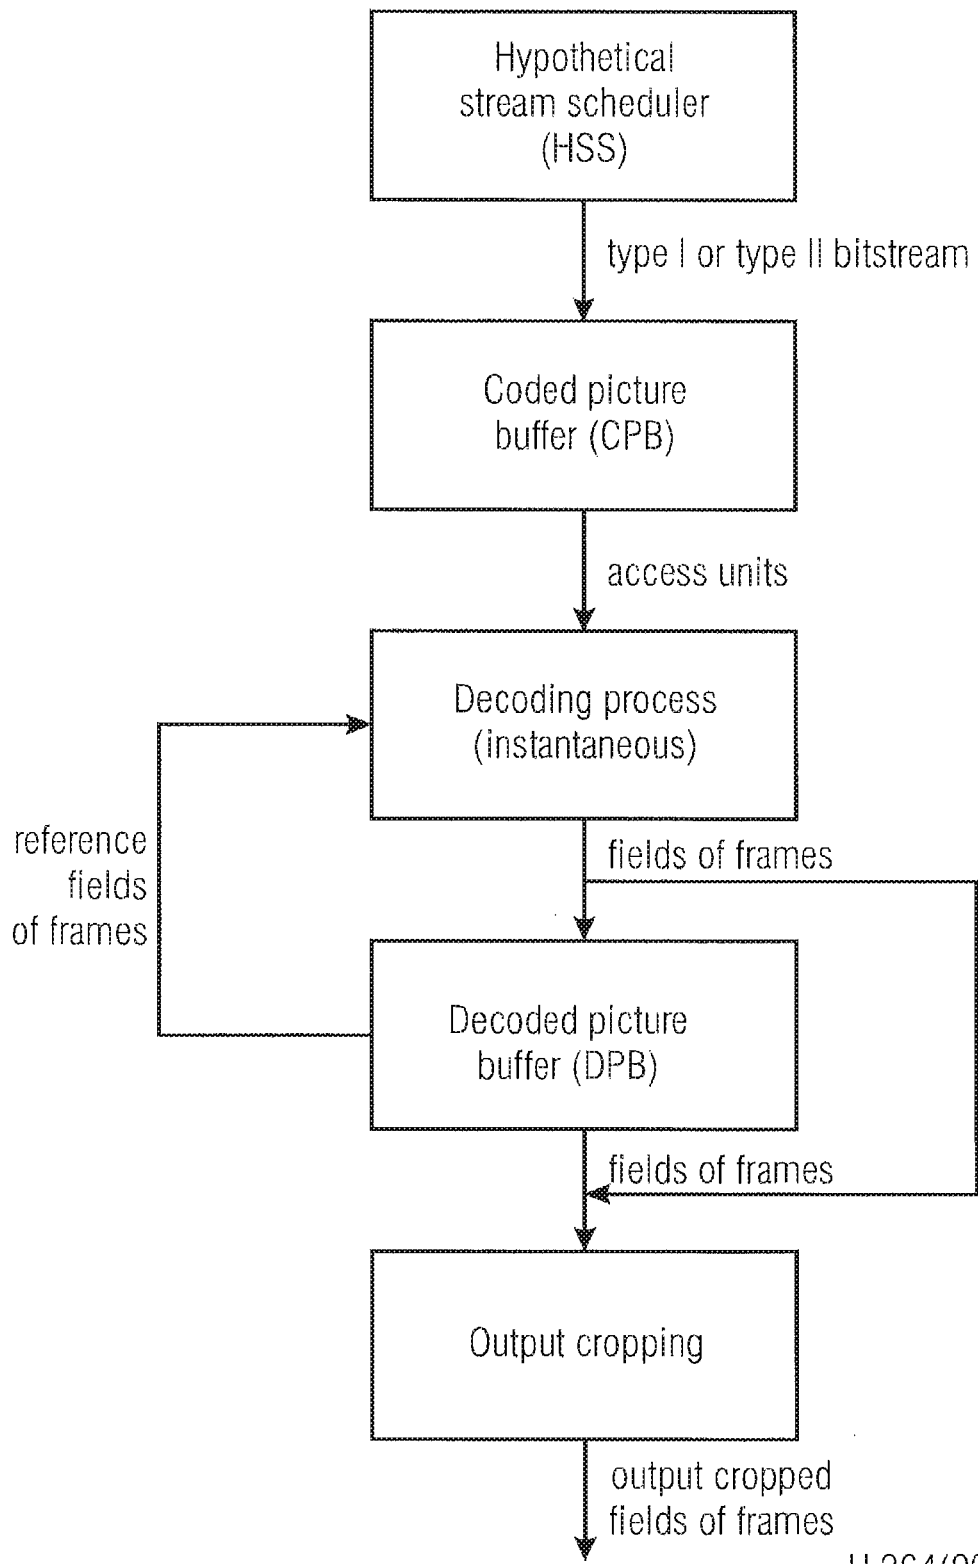 Hypothetical
stream scheduler
(HSS)
type I or type II bitstream
Coded picture
buffer (CPB)
access units
Decoding process
(instantaneous)
reference
fields
of frames
fields of frames
Decoded picture
buffer (DPB)
fields of frames
Output cropping
output cropped
fields of frames